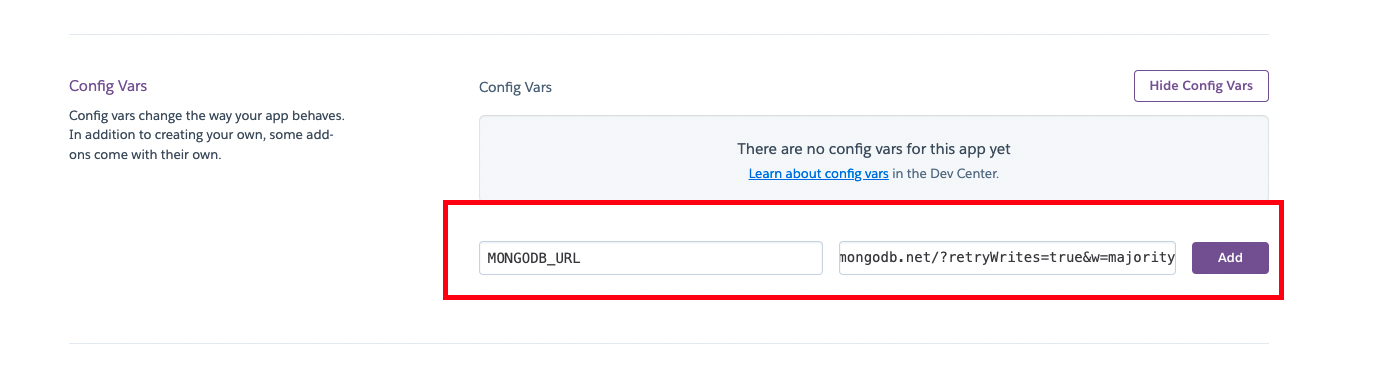 Config Vars
Config vars change the way your app behaves.
In addition to creating your own, some add-
ons come with their own.
Config Vars
Hide Config Vars
There are no config vars for this app yet
Learn about config vars in the Dev Center.
MONGODB_URL
mongodb.net/?retryWrites=true&w=majority
Add